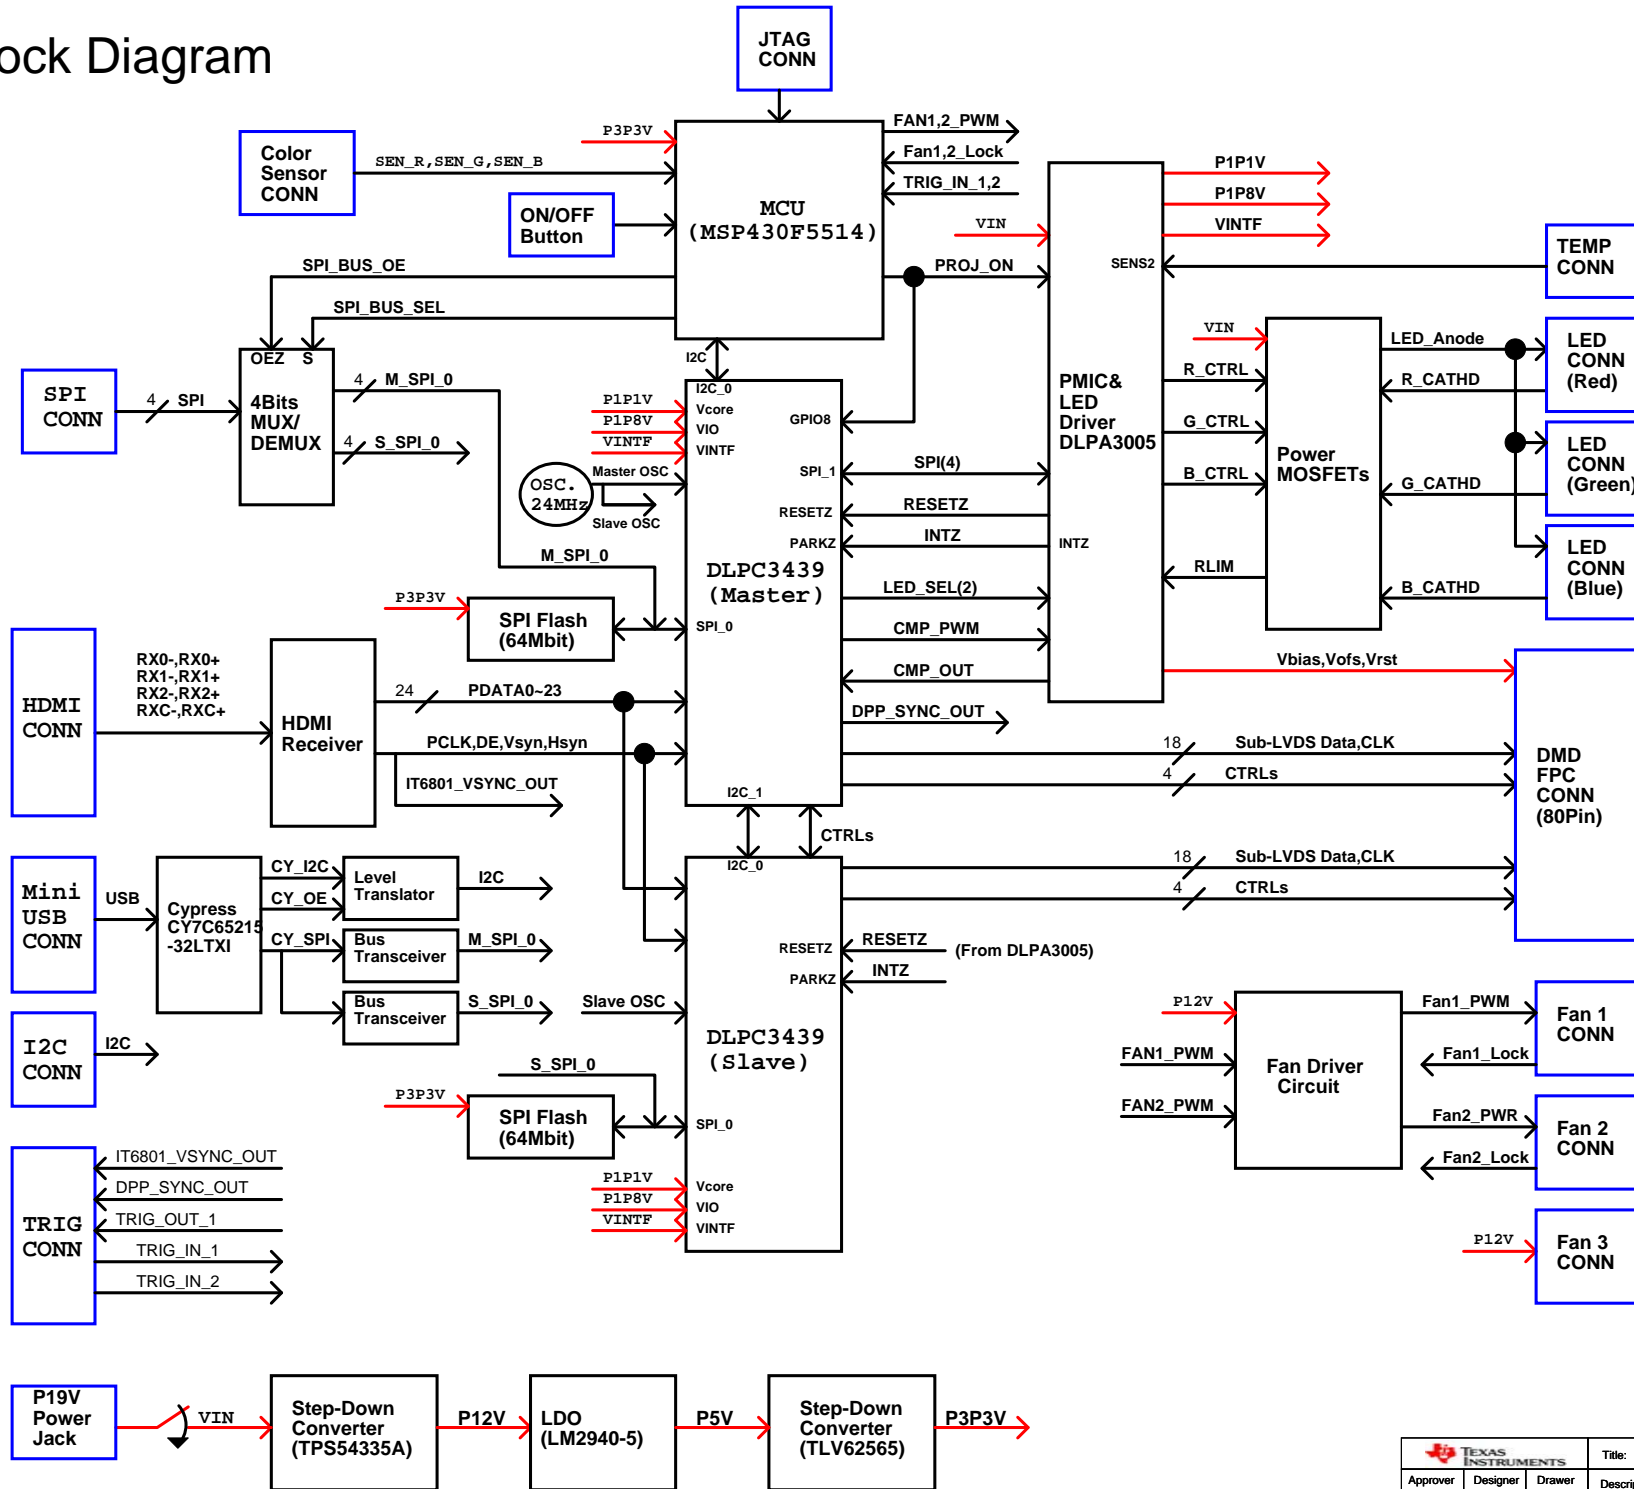 ock Diagram
JTAG
CONN
Color
Sensor
CONN
SEN_R,SEN_G,SEN_B
P3P3V
ON/OFF
Button
MCU
(MSP430F5514)
FAN1,2_PWM
Fan1,2_Lock
TRIG_IN_1,2
VIN
PROJ_ON
P1P1V
P1P8V
VINTF
SENS2
TEMP
CONN
SPI_BUS_OE
SPI_BUS_SEL
OEZ S
I2C
SPI
CONN
4 SPI
4Bits
MUX/
DEMUX
4 M_SPI_0
4 S_SPI_0
I2C_0
P1P1V Vcore
P1P8V VIO
VINTF VINTF
OSC.
24MHz
Master OSC
Slave OSC
GPIO8
SPI_1
RESETZ
PARKZ
DLPC3439
(Master)
SPI(4)
RESETZ
INTZ
LED_SEL(2)
CMP_PWM
CMP_OUT
DPP_SYNC_OUT
PMIC&
LED
Driver
DLPA3005
INTZ
VIN
R_CTRL
G_CTRL
B_CTRL
RLIM
Power
MOSFETs
LED_Anode
R_CATHD
G_CATHD
B_CATHD
LED
CONN
(Red)
LED
CONN
(Green)
LED
CONN
(Blue)
M_SPI_0
P3P3V
SPI Flash
(64Mbit)
SPI_0
HDMI
CONN
RX0-,RX0+
RX1-,RX1+
RX2-,RX2+
RXC-,RXC+
HDMI
Receiver
24 PDATA0~23
PCLK,DE,Vsyn,Hsyn
IT6801_VSYNC_OUT
I2C_1
CTRLs
Vbias,Vofs,Vrst
18 Sub-LVDS Data,CLK
4 CTRLs
18 Sub-LVDS Data,CLK
4 CTRLs
DMD
FPC
CONN
(80Pin)
Mini
USB
CONN
USB
Cypress
CY7C65215
-32LTXI
CY_I2C
CY_OE
CY_SPI
Level
Translator
I2C
Bus
Transceiver
M_SPI_0
Bus
Transceiver
S_SPI_0
I2C
CONN
I2C
I2C_0
RESETZ
PARKZ
RESETZ
INTZ
(From DLPA3005)
Slave OSC
DLPC3439
(Slave)
S_SPI_0
P3P3V
SPI Flash
(64Mbit)
SPI_0
P1P1V Vcore
P1P8V VIO
VINTF VINTF
P12V
FAN1_PWM
FAN2_PWM
Fan Driver
Circuit
Fan1_PWM
Fan1_Lock
Fan2_PWR
Fan2_Lock
Fan 1
CONN
Fan 2
CONN
P12V
Fan 3
CONN
TRIG
CONN
IT6801_VSYNC_OUT
DPP_SYNC_OUT
TRIG_OUT_1
TRIG_IN_1
TRIG_IN_2
P19V
Power
Jack
VIN
Step-Down
Converter
(TPS54335A)
P12V
LDO
(LM2940-5)
P5V
Step-Down
Converter
(TLV62565)
P3P3V
TEXAS
INSTRUMENTS
Title:
Approver Designer Drawer Descrip